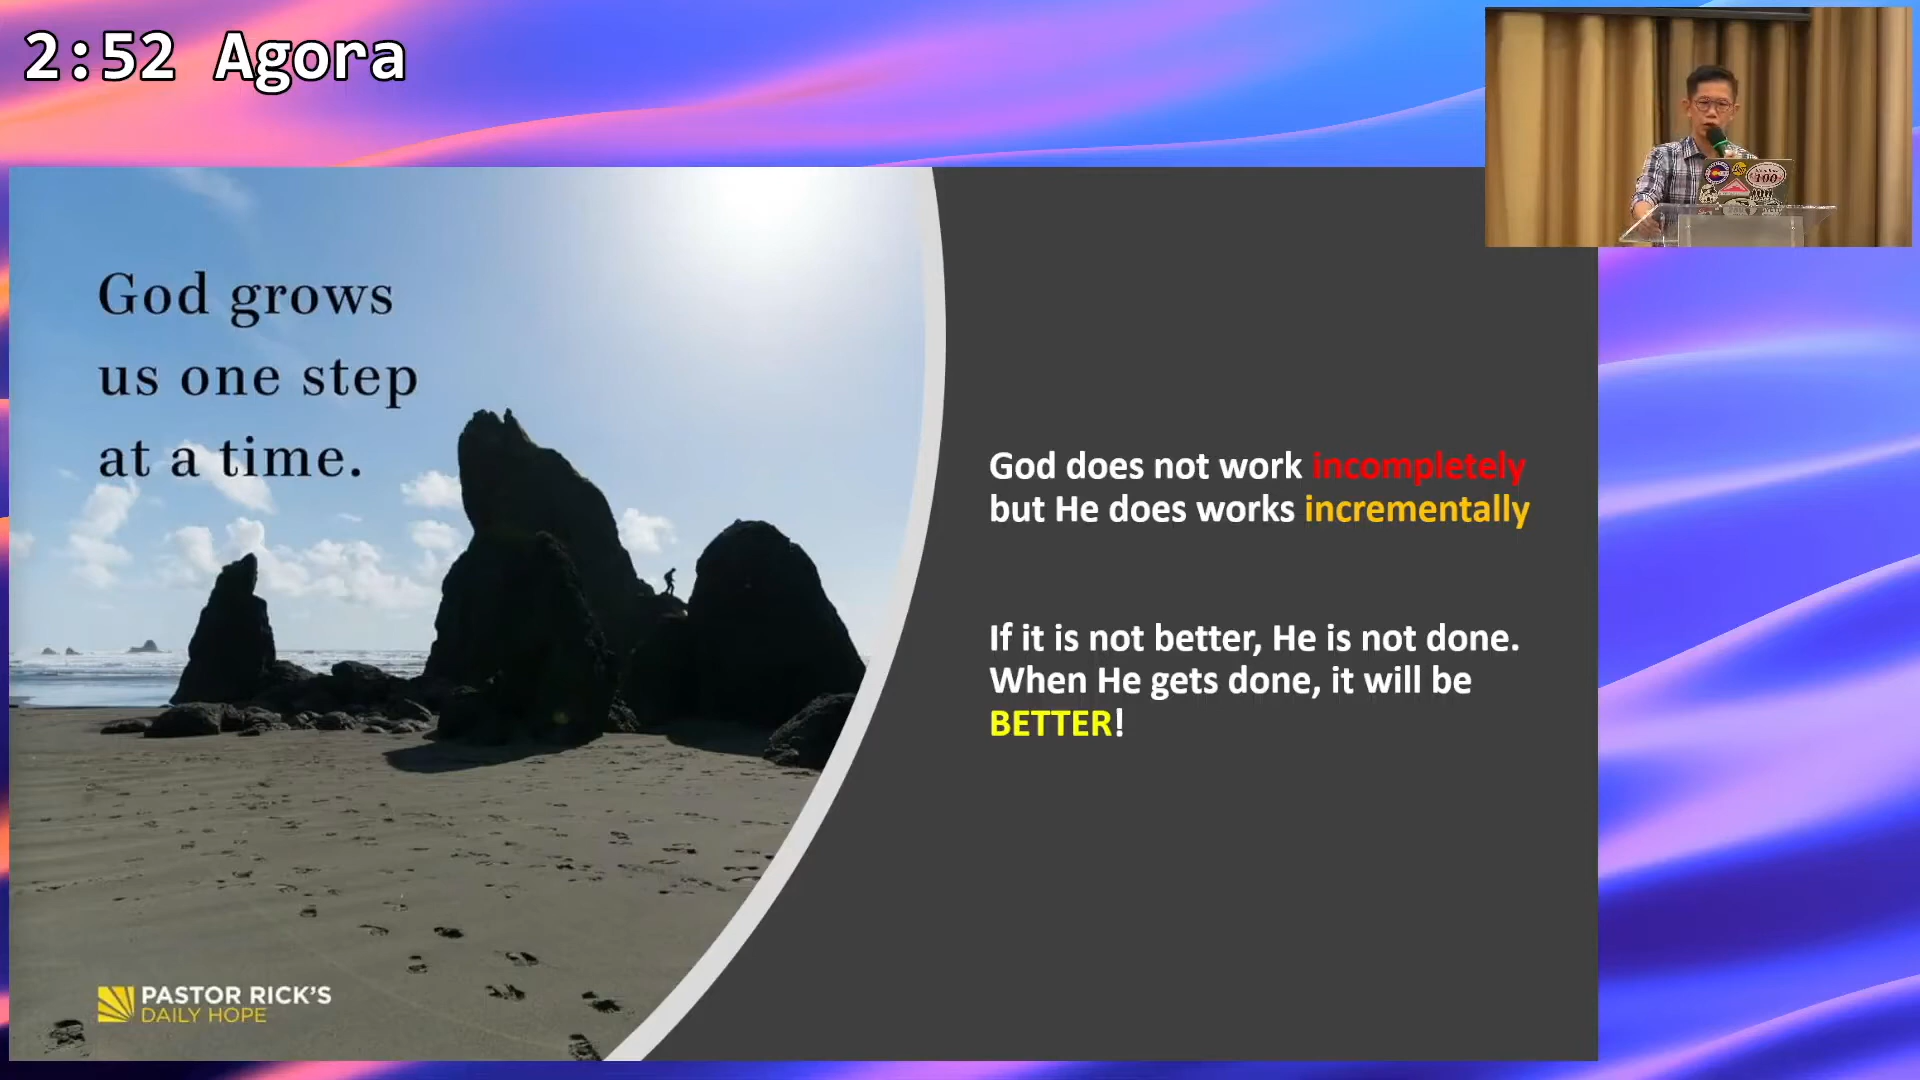 2:52 Agora
God grows
us one step
at a time.
PASTOR RICK'S
DAILY HOPE
God does not work incompletely
but He does works incrementally
If it is not better, He is not done.
When He gets done, it will be
BETTER!
100